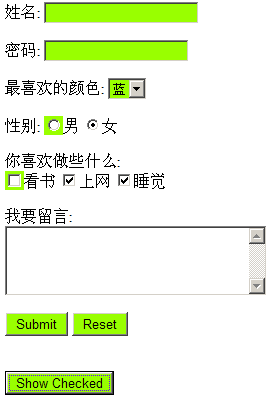 姓名:
密码:
最喜欢的颜色: 蓝
性别: 男 女
你喜欢做些什么:
看书 上网 睡觉
我要留言:
Submit Reset
Show Checked